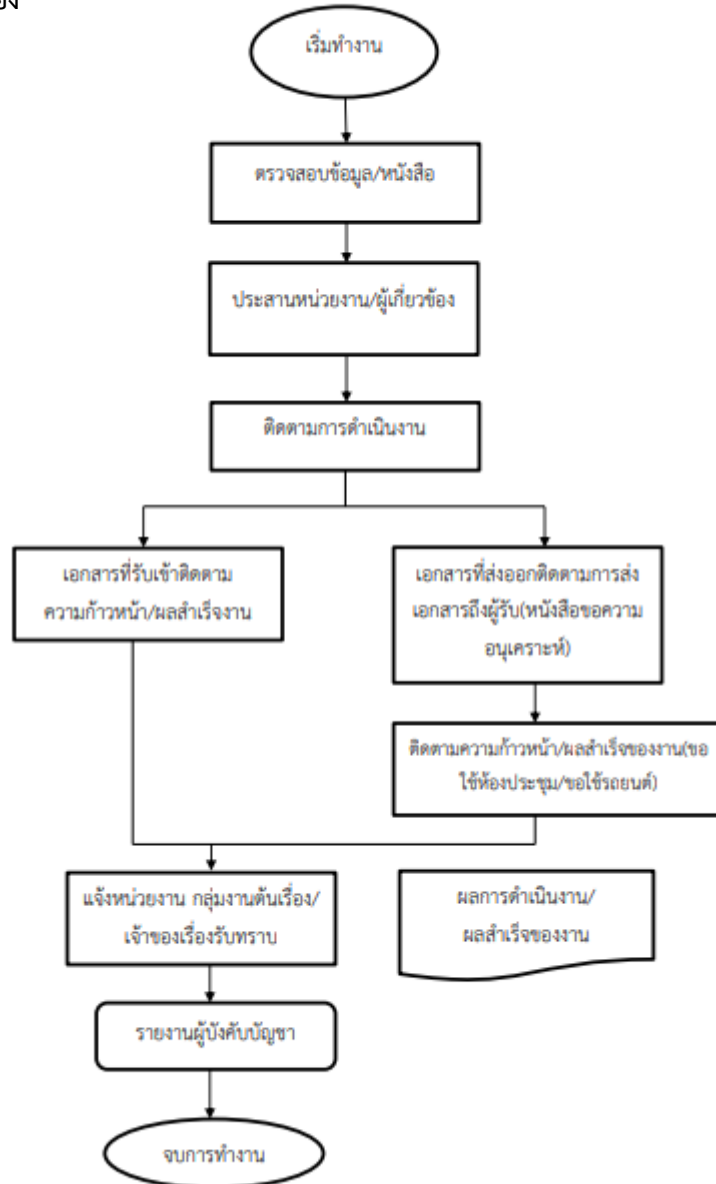 เริ่มทำงาน
ตรวจสอบข้อมูล/หนังสือ
ประสานหน่วยงาน/ผู้เกี่ยวข้อง
ติดตามการดำเนินงาน
เอกสารที่รับเข้าติดตาม
ความก้าวหน้า/ผลสำเร็จงาน
เอกสารที่ส่งออกติดตามการส่ง
เอกสารถึงผู้รับ(หนังสือขอความ
อนุเคราะห์)
ติดตามความก้าวหน้า/ผลสำเร็จของงาน(ขอ
ใช้ห้องประชุม/ขอใช้รถยนต์)
แจ้งหน่วยงาน กลุ่มงานต้นเรื่อง/
เจ้าของเรื่องรับทราบ
ผลการดำเนินงาน/
ผลสำเร็จของงาน
รายงานผู้บังคับบัญชา
จบการทำงาน